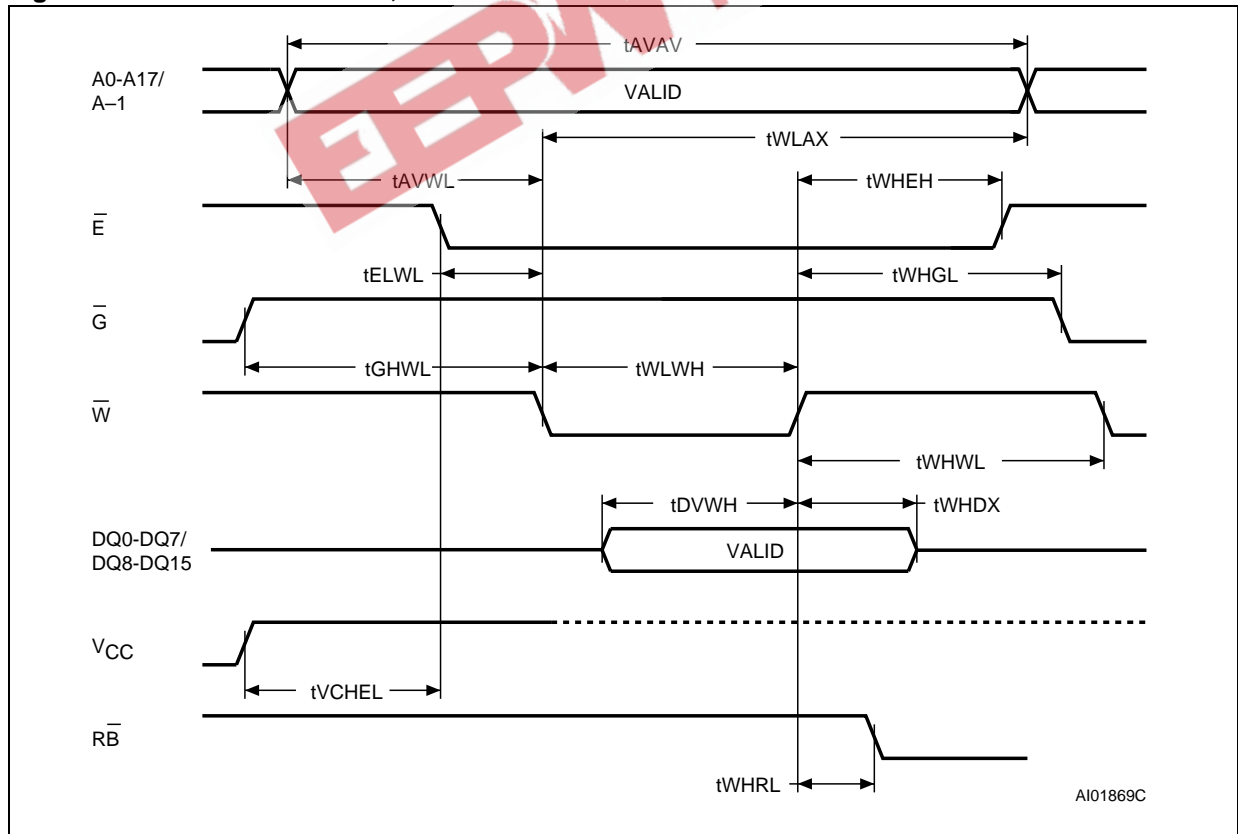 tAVAV
A0-A17/
A–1
VALID
tWLAX
tAVWL
tWHEH
E̅
tELWL
tWHGL
G̅
tGHWL
tWLWH
W̅
tWHWL
tDVWH
tWHDX
DQ0-DQ7/
DQ8-DQ15
VALID
VCC
tVCHEL
RB̅
tWHRL
AI01869C